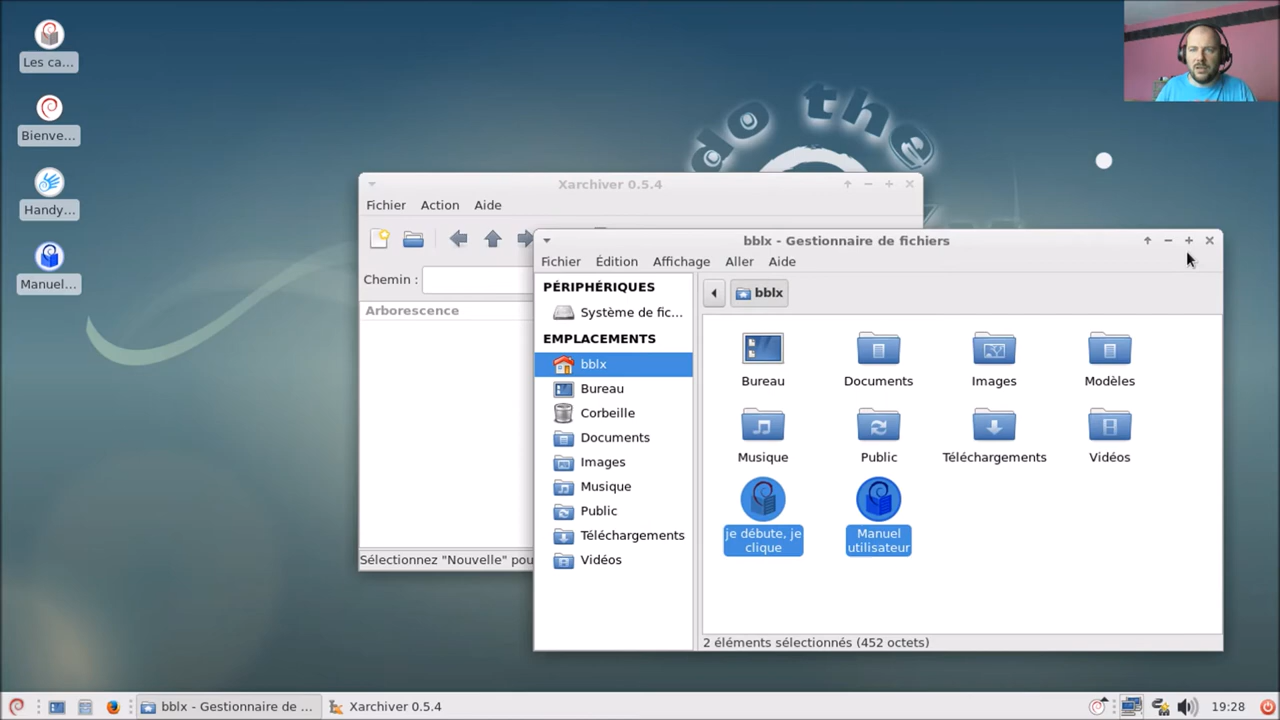 Les ca...
Bienve...
Handy...
Manuel...
do the
Xarchiver 0.5.4
Fichier Action Aide
Chemin :
Arborescence
Sélectionnez "Nouvelle" pou
bblx - Gestionnaire de fichiers
Fichier Édition Affichage Aller Aide
PÉRIPHÉRIQUES
Système de fic...
EMPLACEMENTS
bblx
Bureau
Corbeille
Documents
Images
Musique
Public
Téléchargements
Vidéos
bblx
Bureau Documents Images Modèles
Musique Public Téléchargements Vidéos
je débute, je
clique
Manuel
utilisateur
2 éléments sélectionnés (452 octets)
bblx - Gestionnaire de ... Xarchiver 0.5.4 19:28